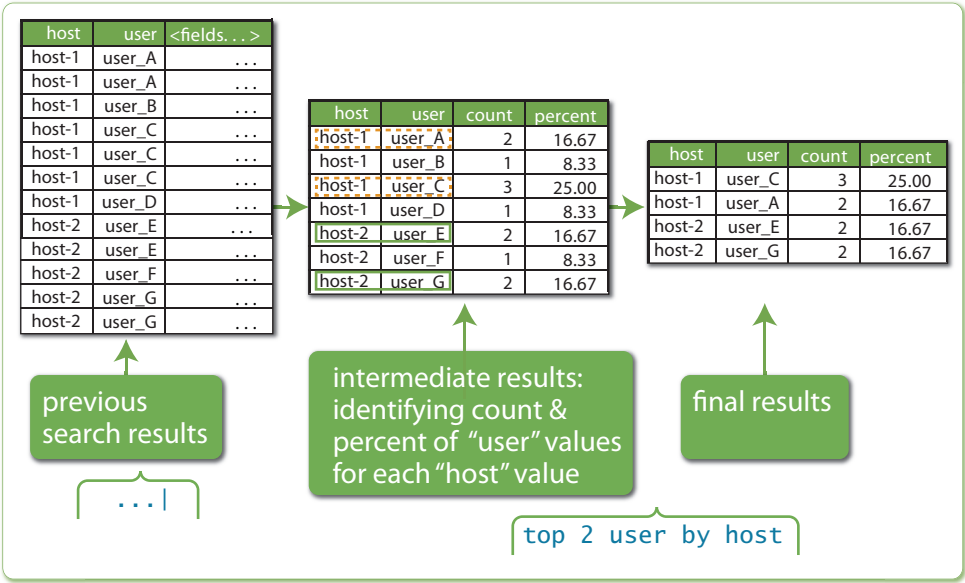 host user <fields...>
host-1 user_A ...
host-1 user_A ...
host-1 user_B ...
host-1 user_C ...
host-1 user_C ...
host-1 user_C ...
host-1 user_D ...
host-2 user_E ...
host-2 user_E ...
host-2 user_F ...
host-2 user_G ...
host-2 user_G ...
host user count percent
host-1 user_A 2 16.67
host-1 user_B 1 8.33
host-1 user_C 3 25.00
host-1 user_D 1 8.33
host-2 user_E 2 16.67
host-2 user_F 1 8.33
host-2 user_G 2 16.67
host user count percent
host-1 user_C 3 25.00
host-1 user_A 2 16.67
host-2 user_E 2 16.67
host-2 user_G 2 16.67
previous
search results
intermediate results:
identifying count &
percent of "user" values
for each "host" value
final results
...|
top 2 user by host